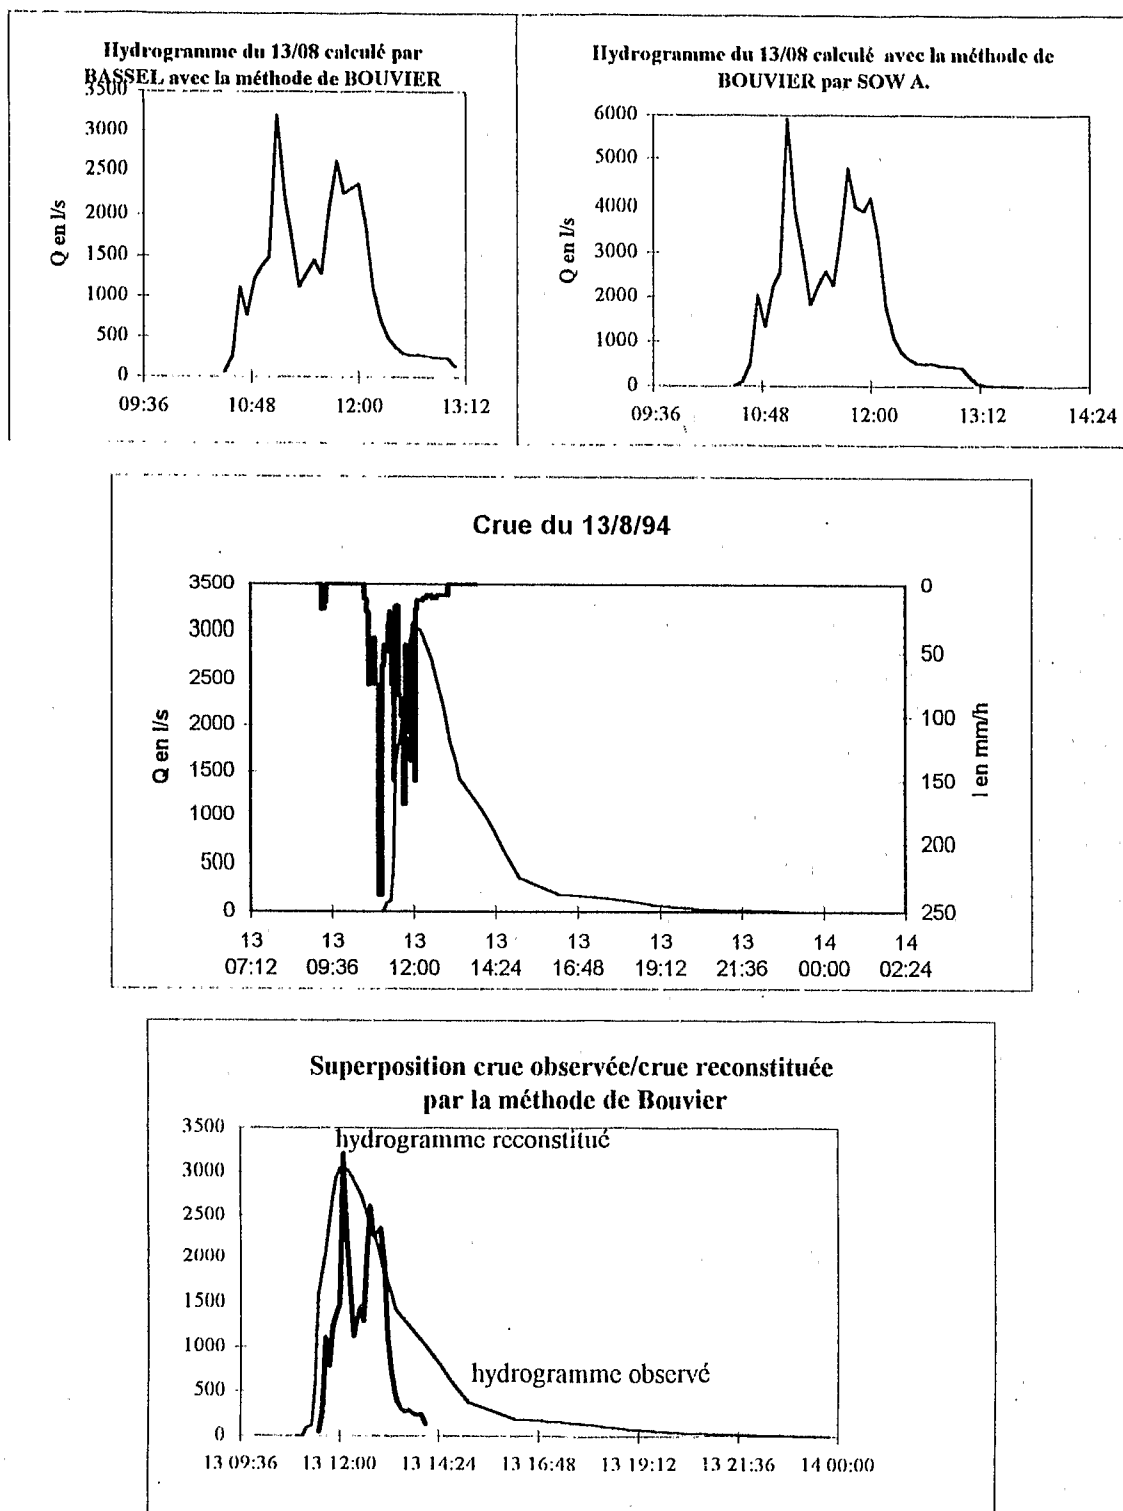 Hydrogramme du 13/08 calculé par
BASSEL avec la méthode de BOUVIER
3500
3000
2500
2000
1500
1000
500
0
Q en l/s
09:36 10:48 12:00 13:12
Hydrogramme du 13/08 calculé avec la méthode de
BOUVIER par SOW A.
6000
5000
4000
3000
2000
1000
0
Q en l/s
09:36 10:48 12:00 13:12 14:24
Crue du 13/8/94
3500
3000
2500
2000
1500
1000
500
0
Q en l/s
0
50
100
150
200
250
I en mm/h
13 13 13 13 13 13 13 14 14
07:12 09:36 12:00 14:24 16:48 19:12 21:36 00:00 02:24
Superposition crue observée/crue reconstituée
par la méthode de Bouvier
3500
3000
2500
2000
1500
1000
500
0
hydrogramme reconstitué
hydrogramme observé
13 09:36 13 12:00 13 14:24 13 16:48 13 19:12 13 21:36 14 00:00